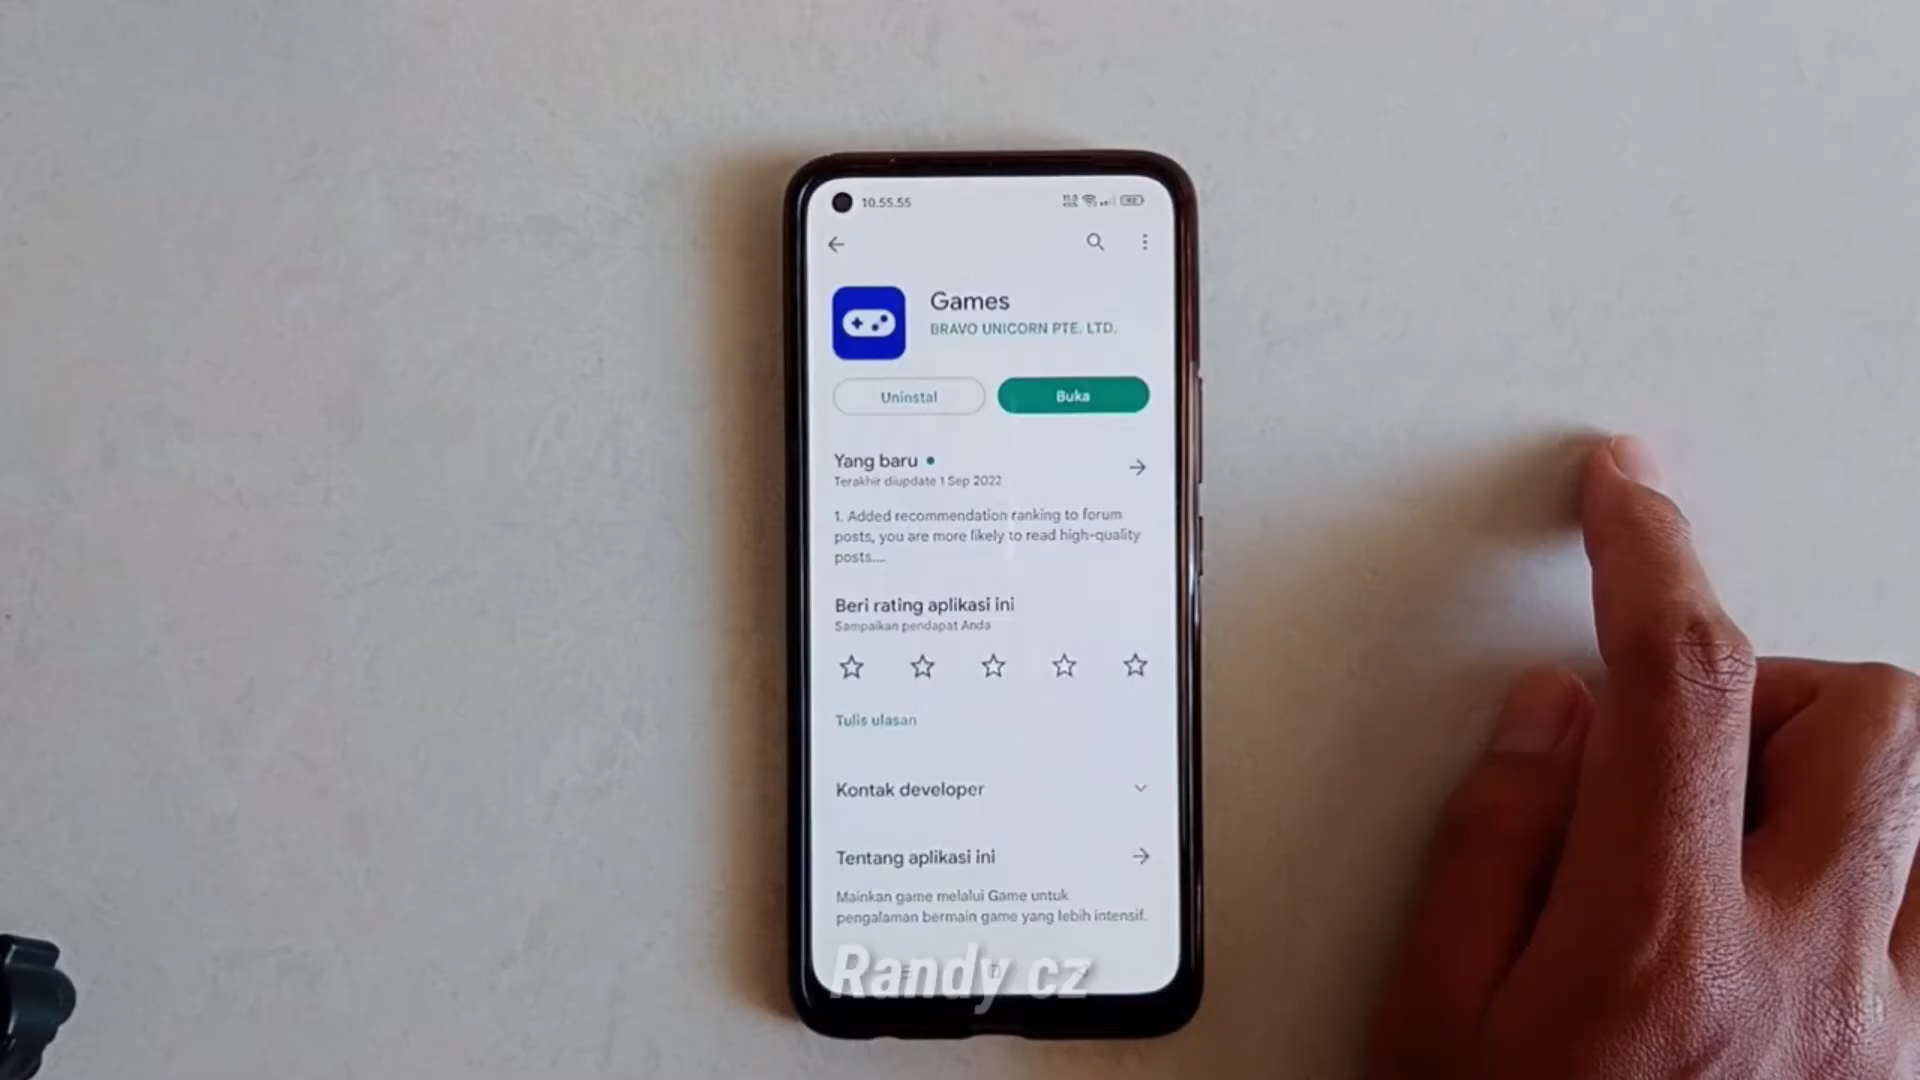 10.55.55
Games
BRAVO UNICORN PTE. LTD.
Uninstal
Buka
Yang baru
Terakhir diupdate 1 Sep 2022
1. Added recommendation ranking to forum
posts, you are more likely to read high-quality
posts....
Beri rating aplikasi ini
Sampaikan pendapat Anda
Tulis ulasan
Kontak developer
Tentang aplikasi ini
Mainkan game melalui Game untuk
pengalaman bermain game yang lebih intensif.
Randy cz